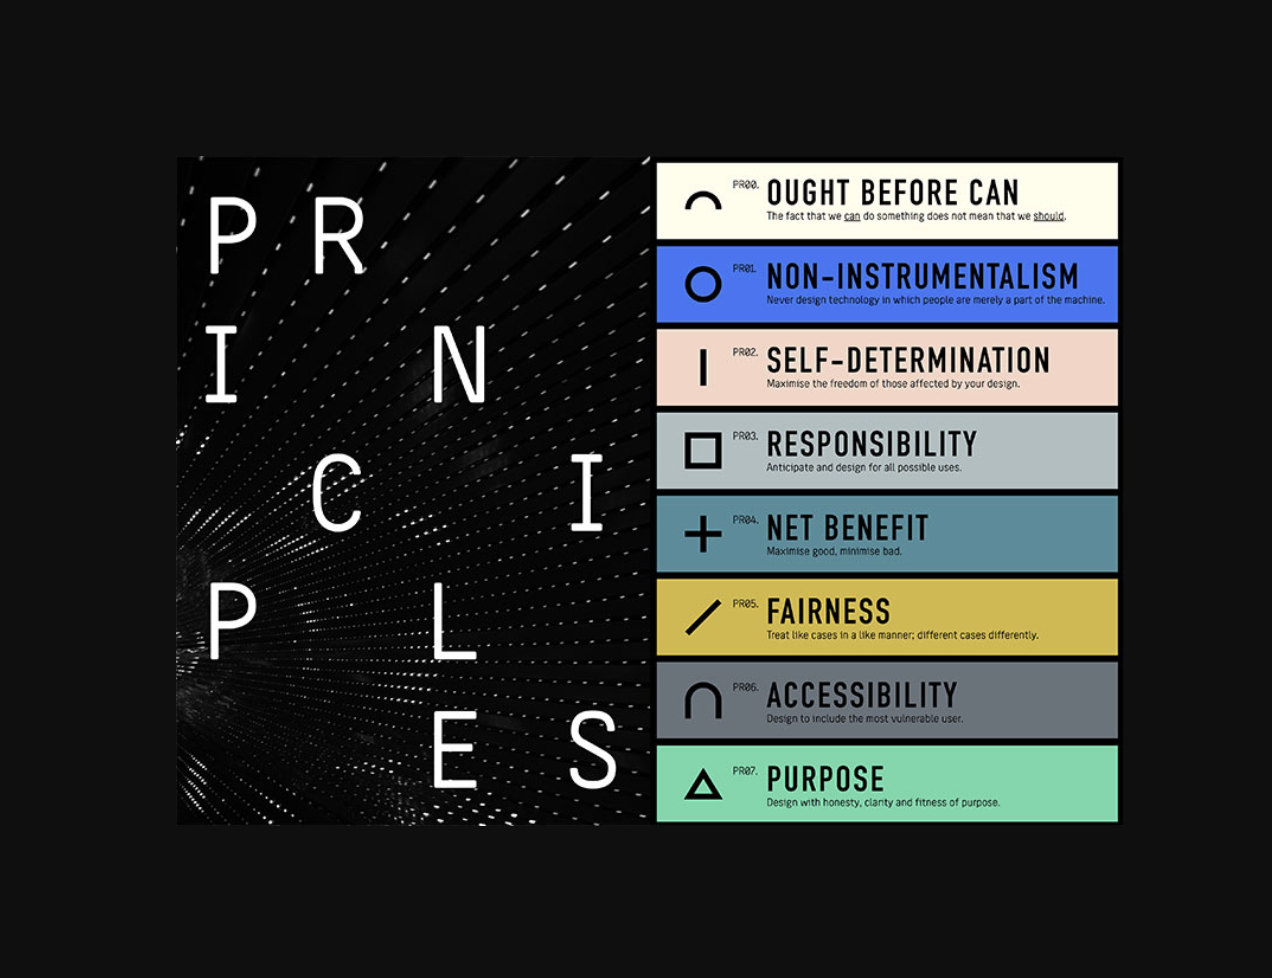 P R
I N
C I
P L
E S
PR00. OUGHT BEFORE CAN
The fact that we can do something does not mean that we should.
PR01. NON-INSTRUMENTALISM
Never design technology in which people are merely a part of the machine.
PR02. SELF-DETERMINATION
Maximise the freedom of those affected by your design.
PR03. RESPONSIBILITY
Anticipate and design for all possible uses.
PR04. NET BENEFIT
Maximise good, minimise bad.
PR05. FAIRNESS
Treat like cases in a like manner; different cases differently.
PR06. ACCESSIBILITY
Design to include the most vulnerable user.
PR07. PURPOSE
Design with honesty, clarity and fitness of purpose.